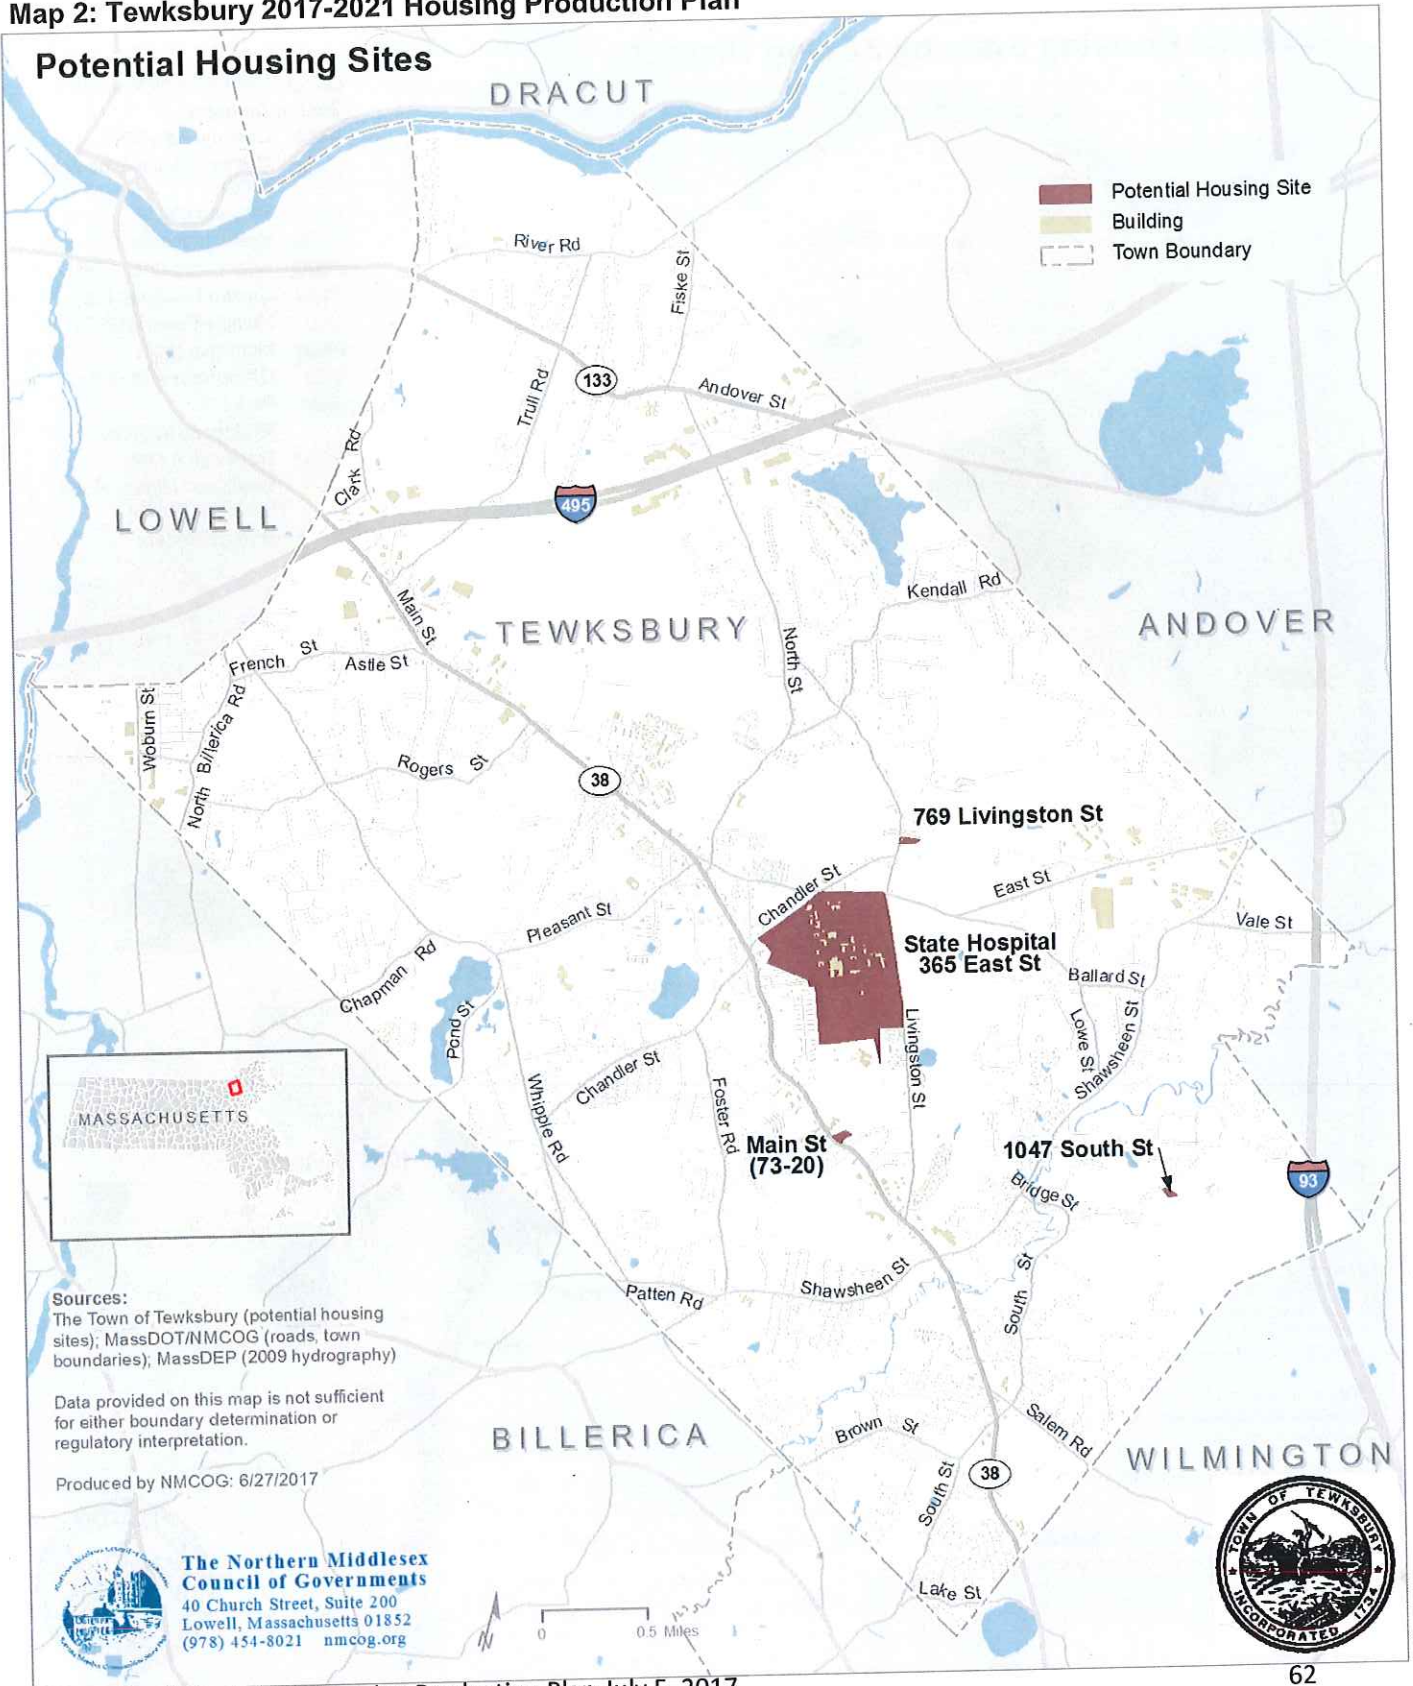 Map 2: Tewksbury 2017-2021 Housing Production Plan
Potential Housing Sites
DRACUT
Potential Housing Site
Building
Town Boundary
River Rd
Fiske St
Trull Rd
133
Andover St
Clark Rd
495
LOWELL
Kendall Rd
Main St
TEWKSBURY
ANDOVER
North St
French St
Astle St
Woburn St
North Billerica Rd
Rogers St
38
769 Livingston St
Chandler St
East St
Pleasant St
Vale St
State Hospital
365 East St
Chapman Rd
Ballard St
Pond St
Livingston St
Lowe St
Shawsheen St
Chandler St
Whipple Rd
Foster Rd
MASSACHUSETTS
Main St
(73-20)
1047 South St
Bridge St
93
Shawsheen St
Patten Rd
South St
Sources:
The Town of Tewksbury (potential housing
sites); MassDOT/NMCOG (roads, town
boundaries); MassDEP (2009 hydrography)
Data provided on this map is not sufficient
for either boundary determination or
regulatory interpretation.
Produced by NMCOG: 6/27/2017
BILLERICA
Brown St
Salem Rd
WILMINGTON
38
South St
Lake St
The Northern Middlesex
Council of Governments
40 Church Street, Suite 200
Lowell, Massachusetts 01852
(978) 454-8021 nmcog.org
N
0 0.5 Miles
TOWN OF TEWKSBURY
INCORPORATED 1734
Production Plan July 5, 2017
62